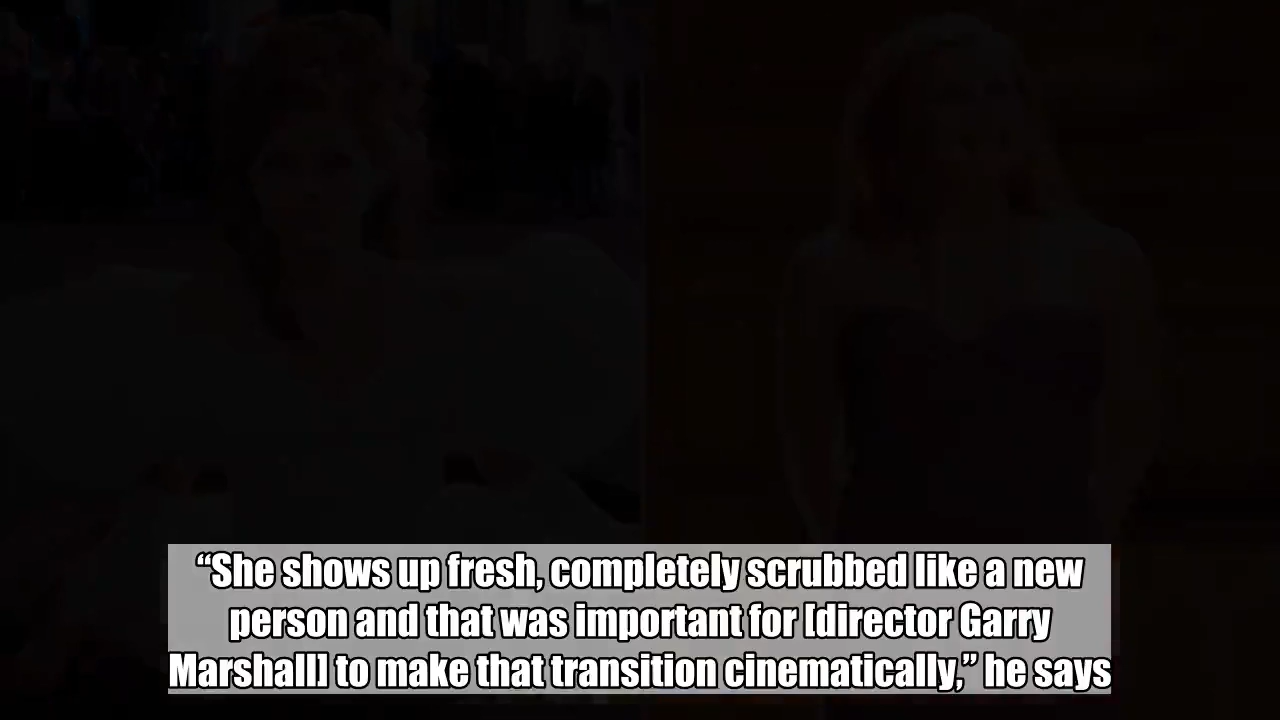 “She shows up fresh, completely scrubbed like a new
person and that was important for [director Garry
Marshall] to make that transition cinematically,” he says